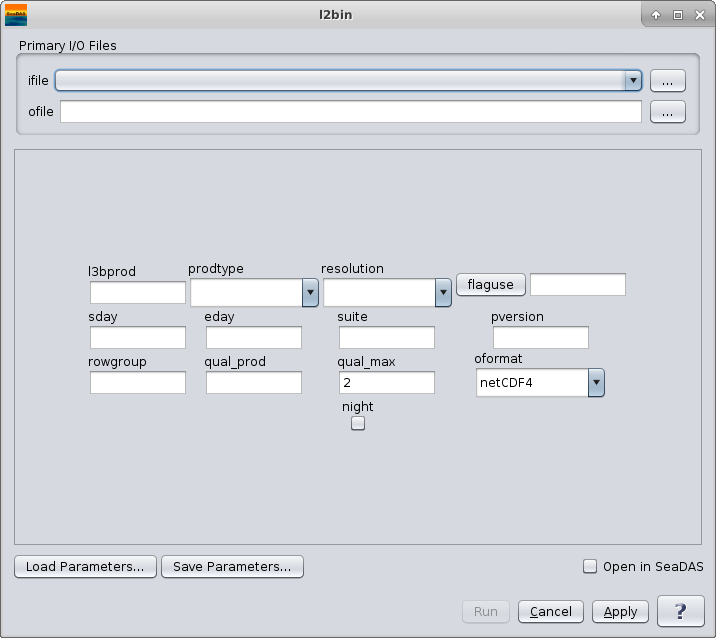 SeaDAS
l2bin
Primary I/O Files
ifile ...
ofile ...
l3bprod prodtype resolution flaguse
sday eday suite pversion
rowgroup qual_prod qual_max oformat
2 netCDF4
night
Load Parameters... Save Parameters... Open in SeaDAS
Run Cancel Apply ?